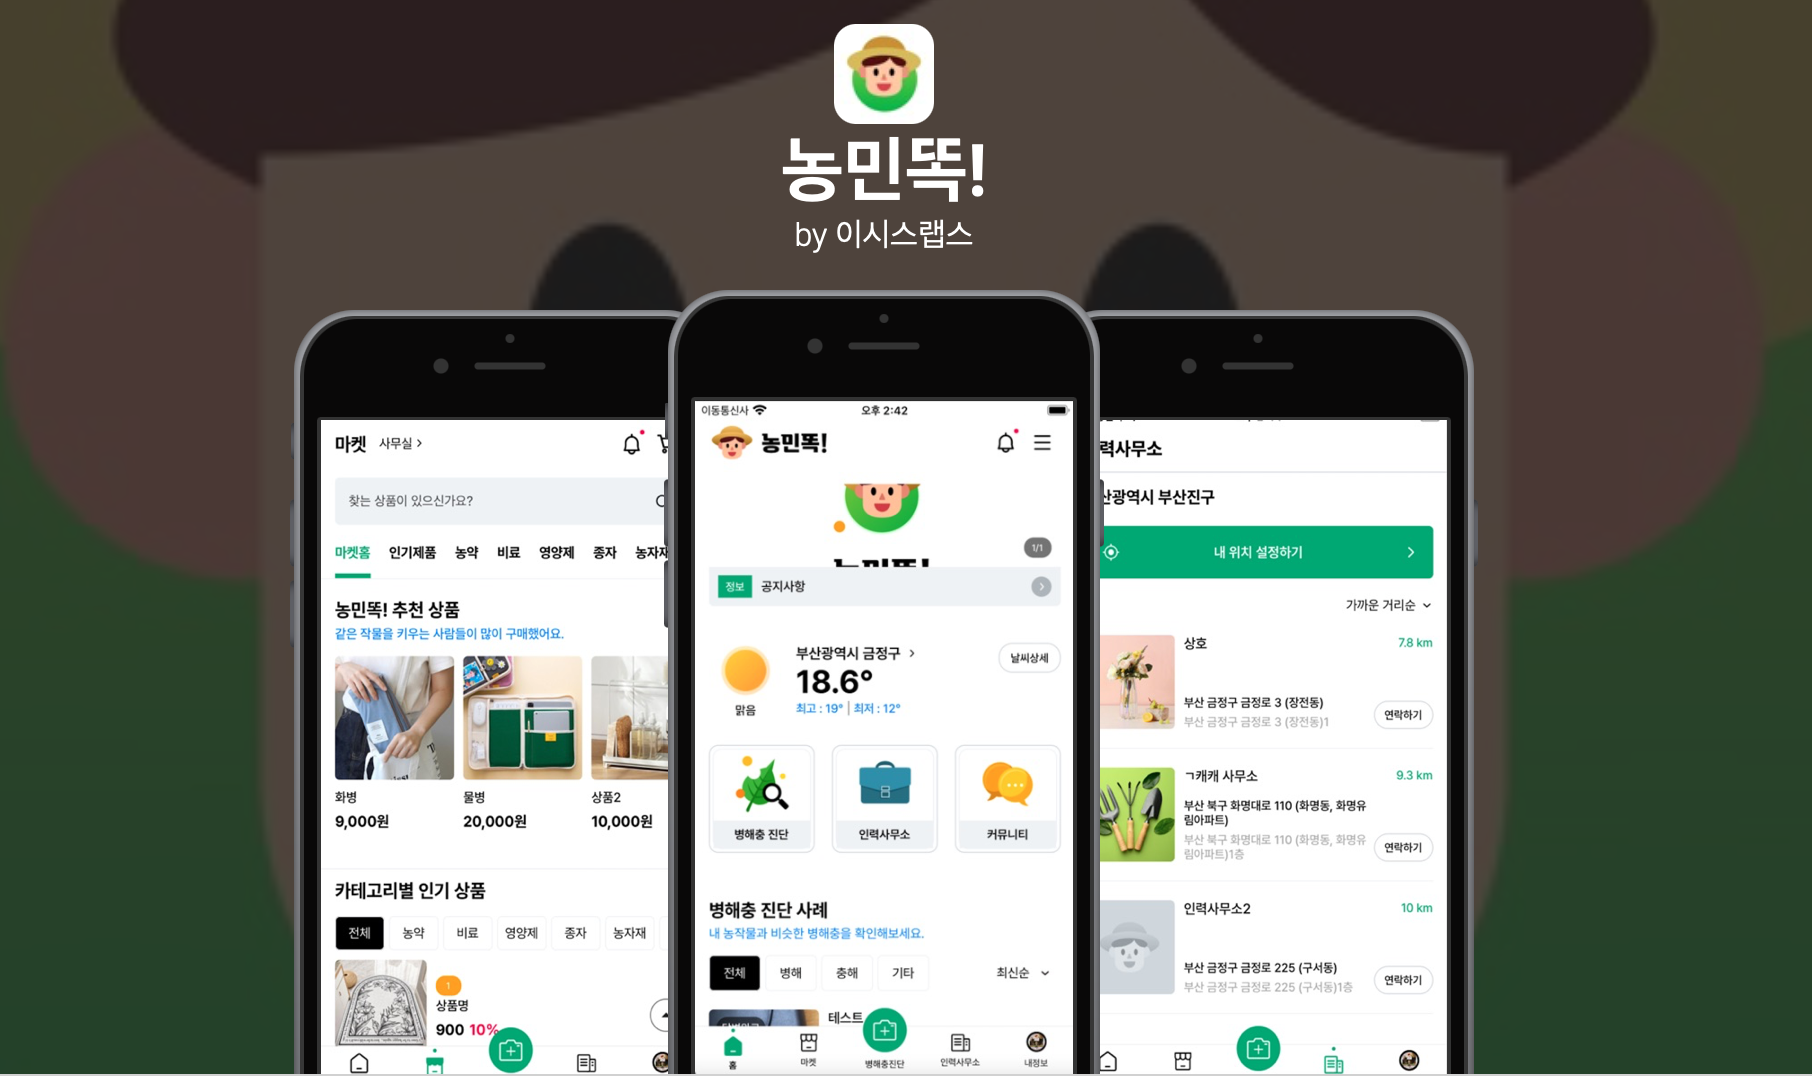 농민똑!
by 이시스랩스
마켓 사무실 >
찾는 상품이 있으신가요?
마켓홈 인기제품 농약 비료 영양제 종자 농자재
농민똑! 추천 상품
같은 작물을 키우는 사람들이 많이 구매했어요.
화병 물병 상품2
9,000원 20,000원 10,000원
카테고리별 인기 상품
전체 농약 비료 영양제 종자 농자재
1
상품명
900 10%
이동통신사 오후 2:42
농민똑!
1/1
정보 공지사항
부산광역시 금정구 >
날씨상세
18.6°
맑음
최고 : 19° | 최저 : 12°
병해충 진단 인력사무소 커뮤니티
병해충 진단 사례
내 농작물과 비슷한 병해충을 확인해보세요.
전체 병해 충해 기타 최신순
테스트
홈 마켓 병해충진단 인력사무소 내정보
력사무소
산광역시 부산진구
내 위치 설정하기
가까운 거리순
상호 7.8 km
부산 금정구 금정로 3 (장전동)
부산 금정구 금정로 3 (장전동)1
연락하기
ㄱ캐캐 사무소 9.3 km
부산 북구 화명대로 110 (화명동, 화명유
림아파트)
부산 북구 화명대로 110 (화명동, 화명유
림아파트)1층
연락하기
인력사무소2 10 km
부산 금정구 금정로 225 (구서동)
부산 금정구 금정로 225 (구서동)1층
연락하기